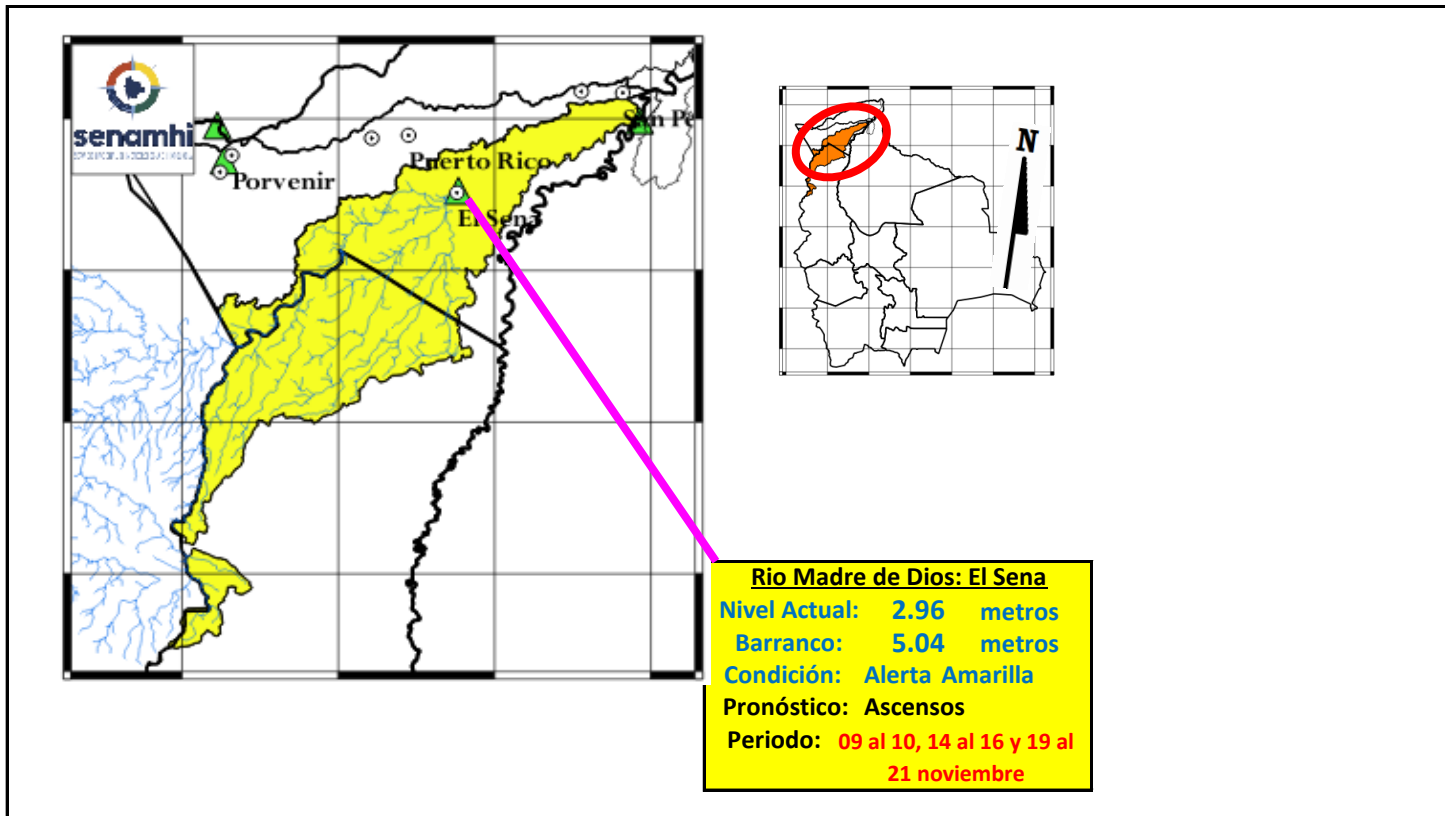 senamhi
Puerto Rico
Porvenir
El Sena
N
Rio Madre de Dios: El Sena
Nivel Actual: 2.96 metros
Barranco: 5.04 metros
Condición: Alerta Amarilla
Pronóstico: Ascensos
Periodo: 09 al 10, 14 al 16 y 19 al
21 noviembre